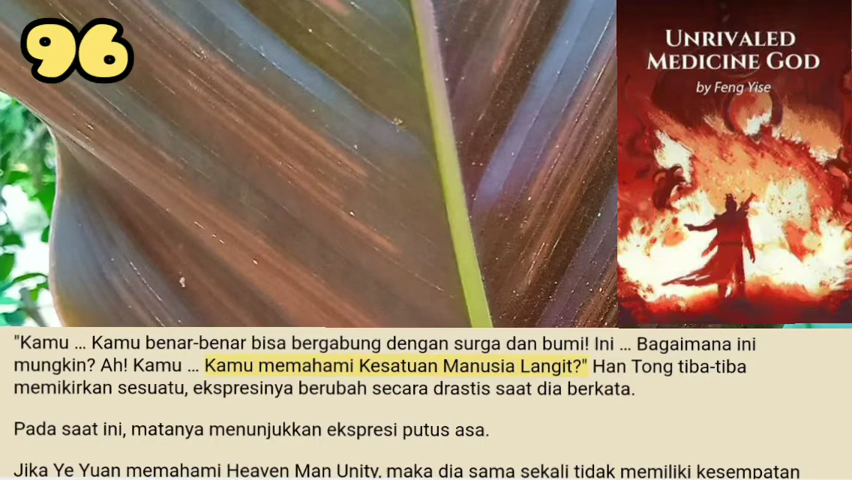 96
UNRIVALED
MEDICINE GOD
by Feng Yise
"Kamu ... Kamu benar-benar bisa bergabung dengan surga dan bumi! Ini ... Bagaimana ini
mungkin? Ah! Kamu ... Kamu memahami Kesatuan Manusia Langit?" Han Tong tiba-tiba
memikirkan sesuatu, ekspresinya berubah secara drastis saat dia berkata.
Pada saat ini, matanya menunjukkan ekspresi putus asa.
Jika Ye Yuan memahami Heaven Man Unity, maka dia sama sekali tidak memiliki kesempatan